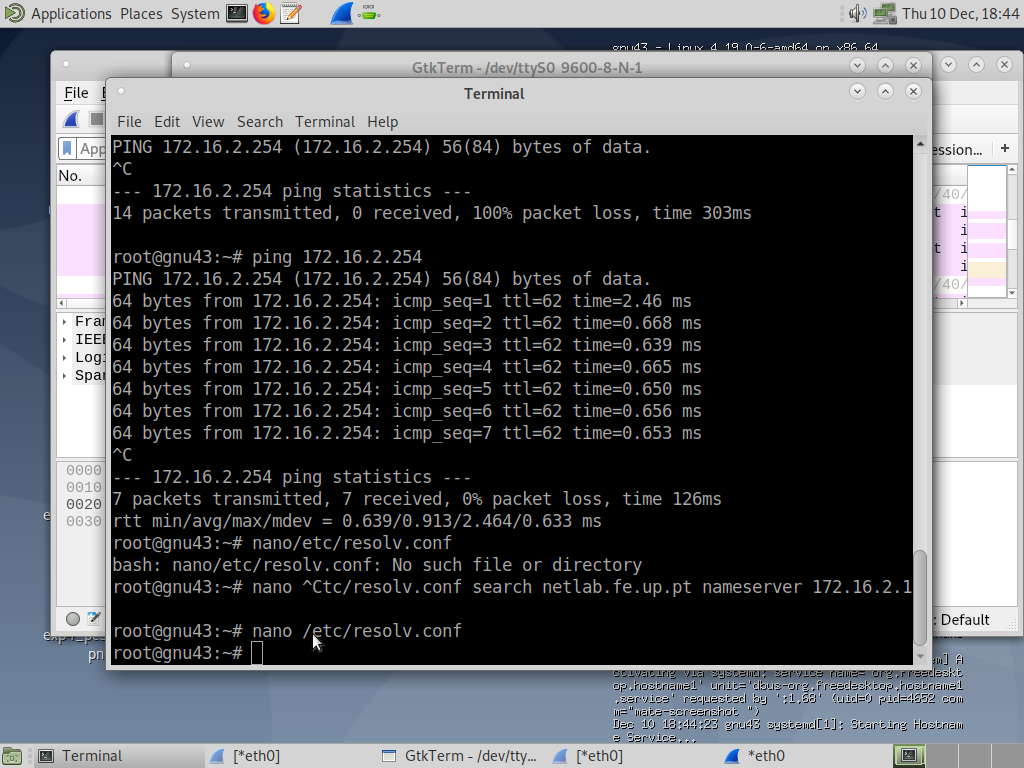 Applications Places System Thu 10 Dec, 18:44
gnu43 - Linux 4.19.0-6-amd64 on x86_64
GtkTerm - /dev/ttyS0 9600-8-N-1
File
Terminal
File Edit View Search Terminal Help
App
ession... +
No.
PING 172.16.2.254 (172.16.2.254) 56(84) bytes of data.
^C
--- 172.16.2.254 ping statistics ---
14 packets transmitted, 0 received, 100% packet loss, time 303ms
root@gnu43:~# ping 172.16.2.254
PING 172.16.2.254 (172.16.2.254) 56(84) bytes of data.
64 bytes from 172.16.2.254: icmp_seq=1 ttl=62 time=2.46 ms
64 bytes from 172.16.2.254: icmp_seq=2 ttl=62 time=0.668 ms
64 bytes from 172.16.2.254: icmp_seq=3 ttl=62 time=0.639 ms
64 bytes from 172.16.2.254: icmp_seq=4 ttl=62 time=0.665 ms
64 bytes from 172.16.2.254: icmp_seq=5 ttl=62 time=0.650 ms
64 bytes from 172.16.2.254: icmp_seq=6 ttl=62 time=0.656 ms
64 bytes from 172.16.2.254: icmp_seq=7 ttl=62 time=0.653 ms
^C
--- 172.16.2.254 ping statistics ---
7 packets transmitted, 7 received, 0% packet loss, time 126ms
rtt min/avg/max/mdev = 0.639/0.913/2.464/0.633 ms
root@gnu43:~# nano/etc/resolv.conf
bash: nano/etc/resolv.conf: No such file or directory
root@gnu43:~# nano ^Ctc/resolv.conf search netlab.fe.up.pt nameserver 172.16.2.1
root@gnu43:~# nano /etc/resolv.conf
root@gnu43:~#
/40/
t i
i
t i
i
/40/
Fram
IEEE
Logi
Span
0000
0010
0020
0030
: Default
pn
em] A
ctivating via systemd: service name='org.freedeskt
op.hostname1' unit='dbus-org.freedesktop.hostname1
.service' requested by ':1.68' (uid=0 pid=4652 com
m="mate-screenshot ")
Dec 10 18:44:23 gnu43 systemd[1]: Starting Hostnam
e Service...
Terminal [*eth0] GtkTerm - /dev/tty... [*eth0] *eth0